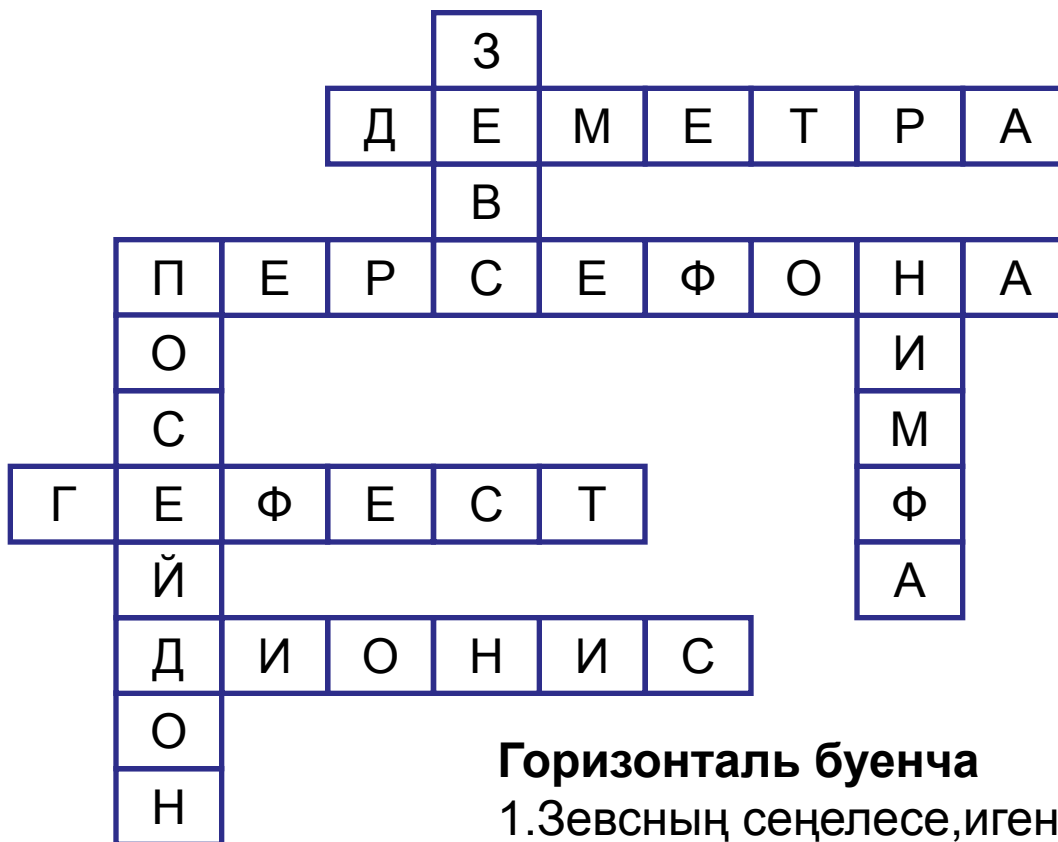 З
ДЕМЕТРА
В
ПЕРСЕФОНА
О И
С М
ГЕФЕСТ Ф
Й А
ДИОНИС
О
Н
Горизонталь буенча
1.Зевсның сеңелесе,иген